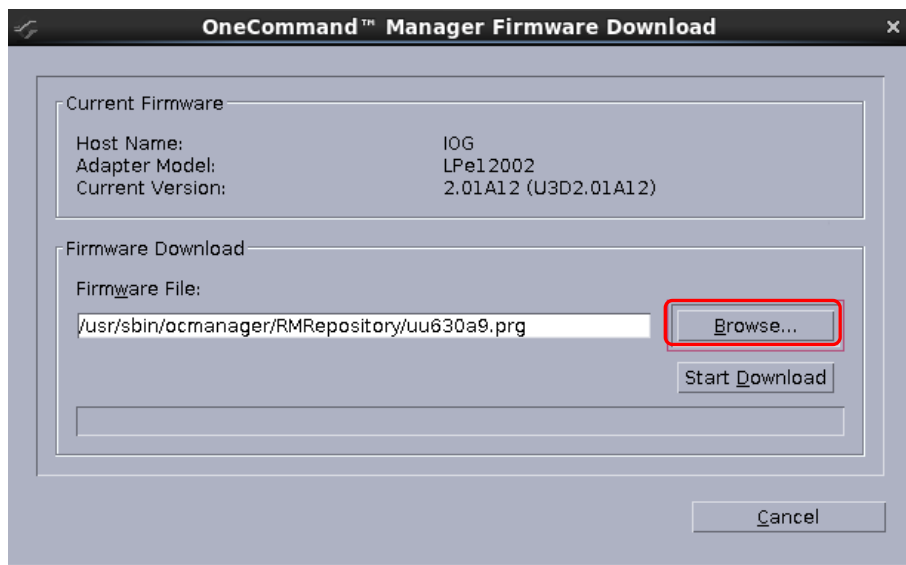 OneCommand™ Manager Firmware Download
Current Firmware
Host Name: IOG
Adapter Model: LPe12002
Current Version: 2.01A12 (U3D2.01A12)
Firmware Download
Firmware File:
/usr/sbin/ocmanager/RMRepository/uu630a9.prg
Browse...
Start Download
Cancel